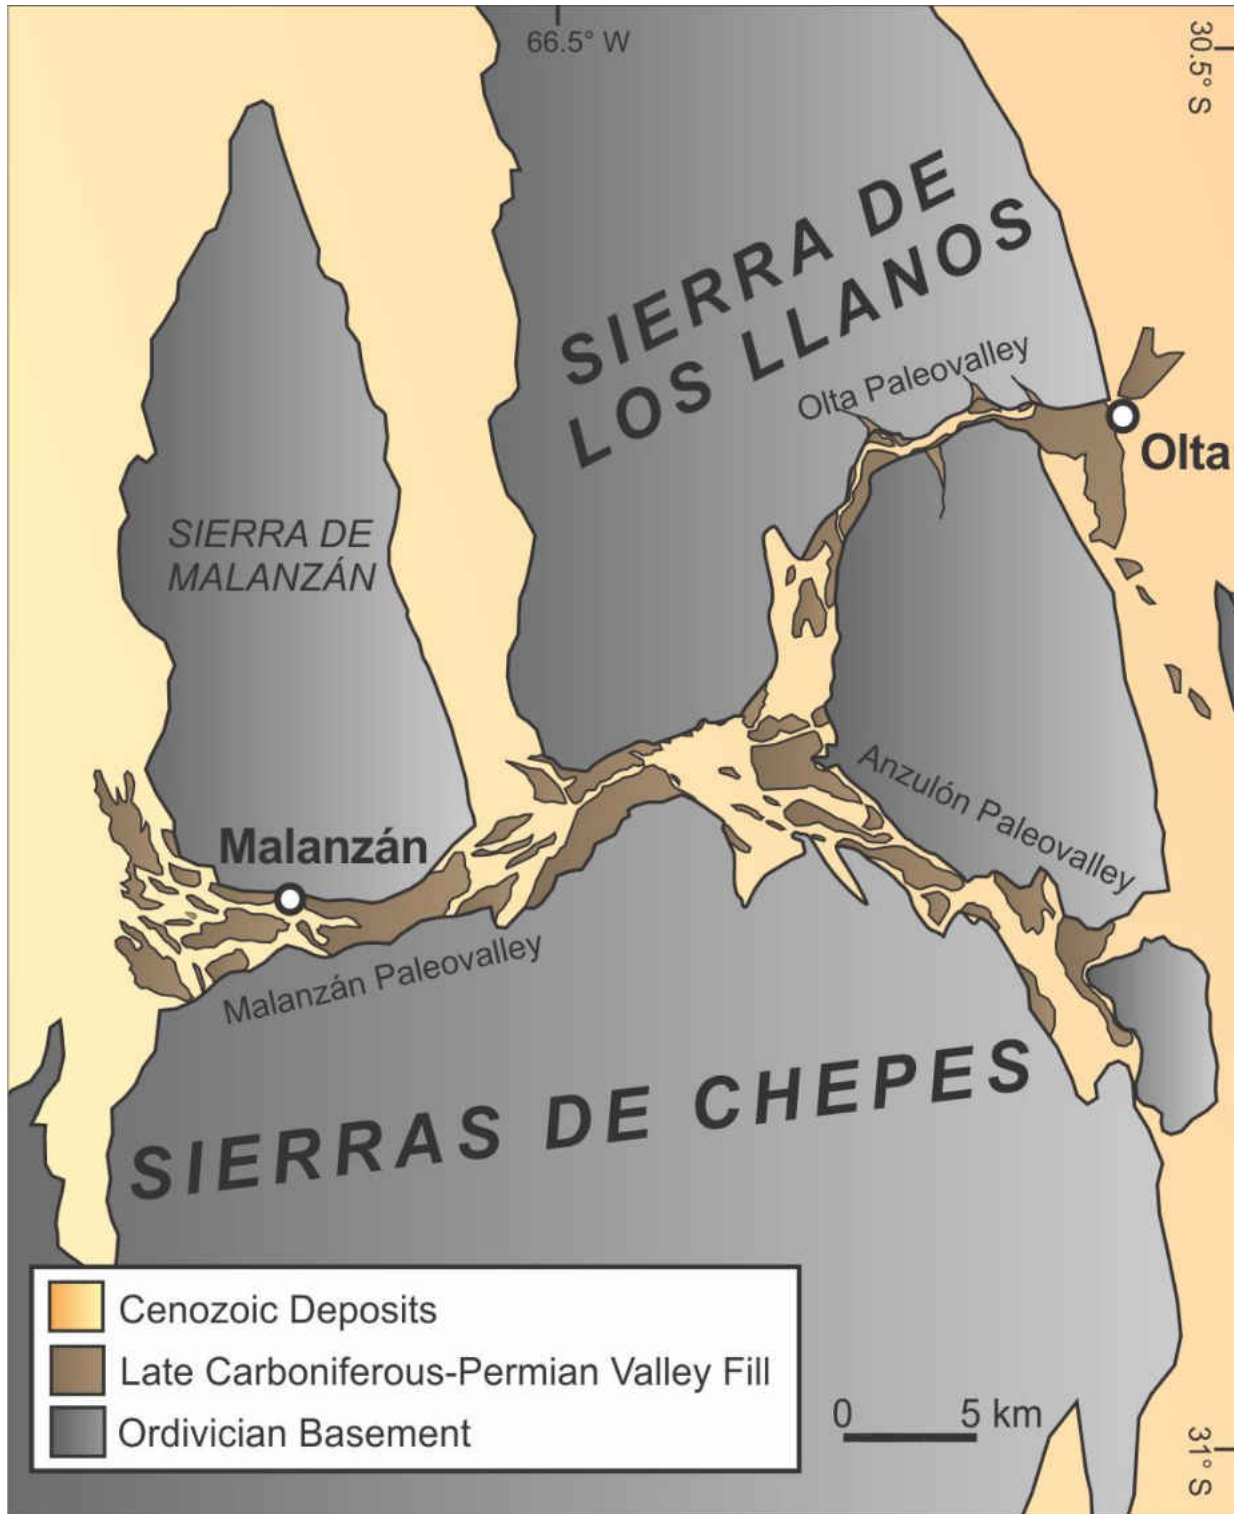 66.5° W
30.5° S
SIERRA DE
LOS LLANOS
Olta Paleovalley
Olta
SIERRA DE
MALANZÁN
Anzulón Paleovalley
Malanzán
Malanzán Paleovalley
SIERRAS DE CHEPES
Cenozoic Deposits
Late Carboniferous-Permian Valley Fill
Ordivician Basement
0 5 km
31° S